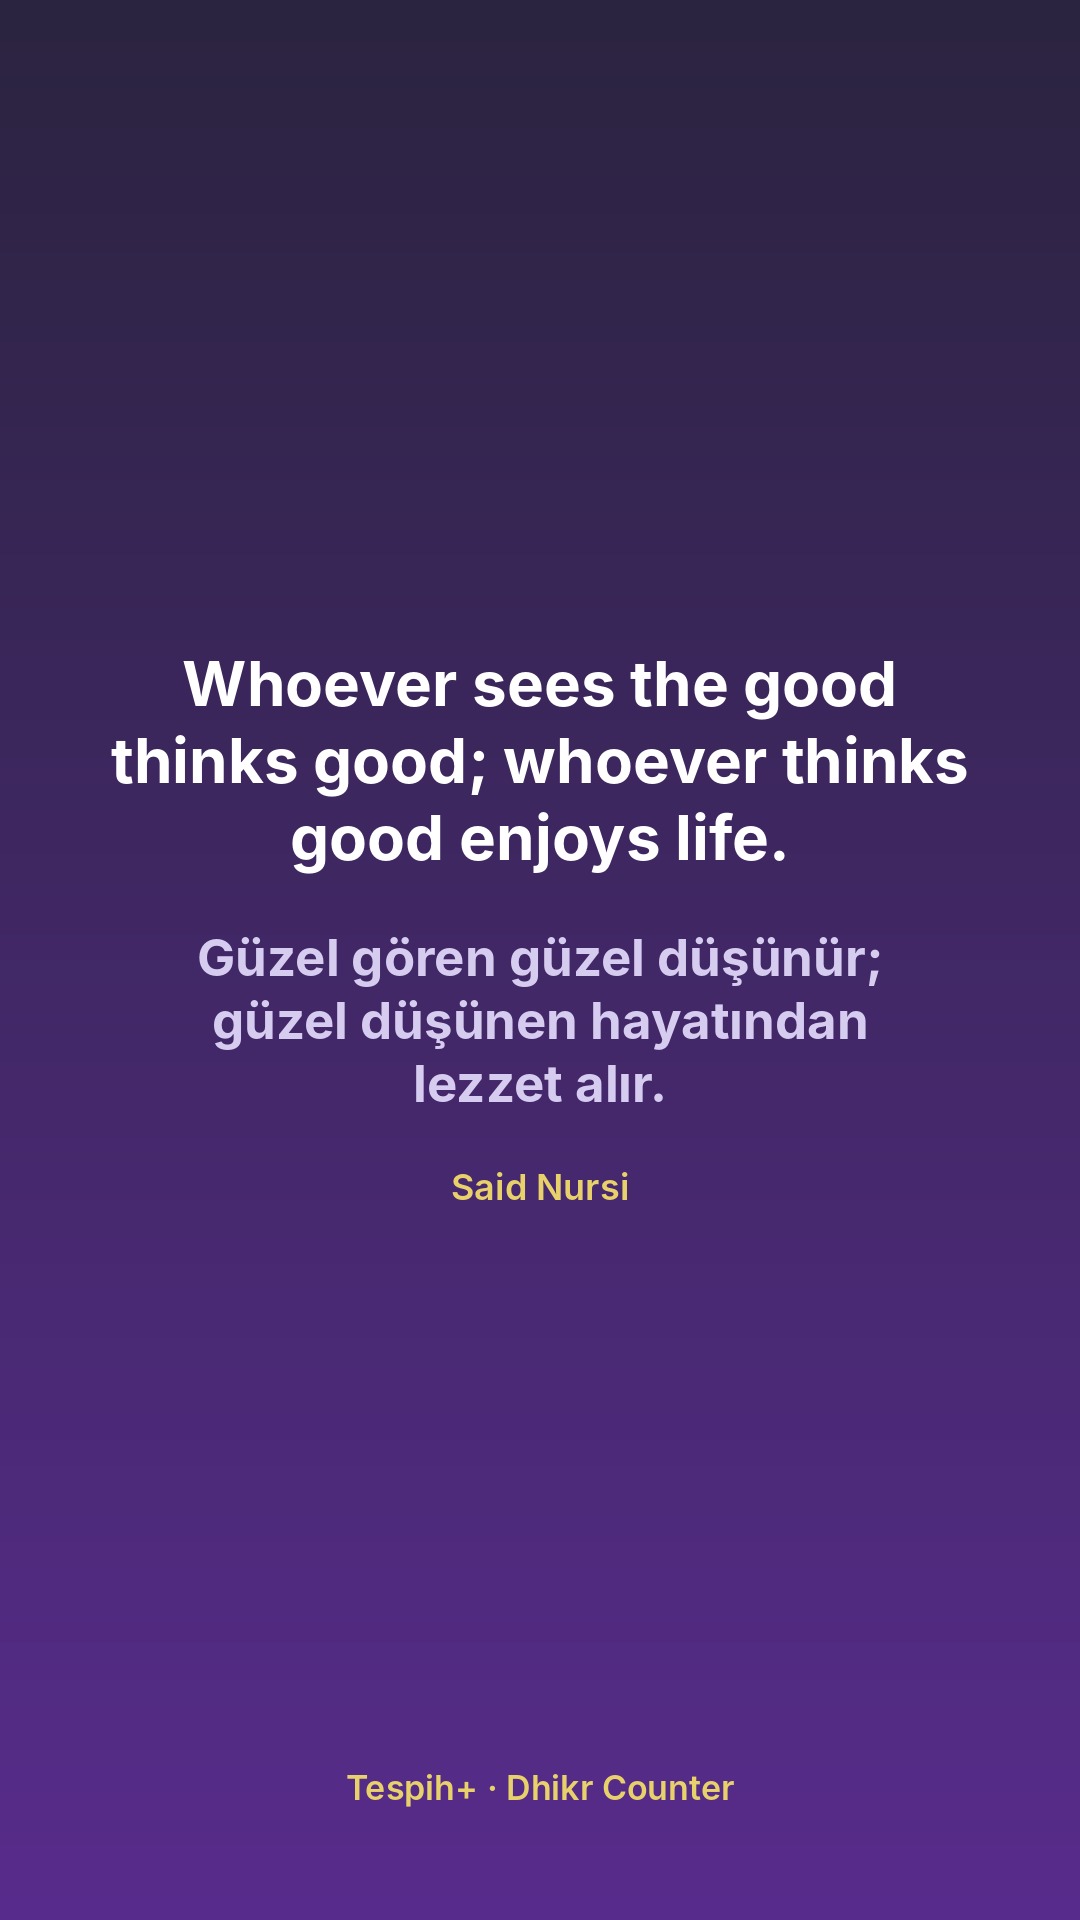 Whoever sees the good
thinks good; whoever thinks
good enjoys life.
Güzel gören güzel düşünür;
güzel düşünen hayatından
lezzet alır.
Said Nursi
Tespih+ · Dhikr Counter